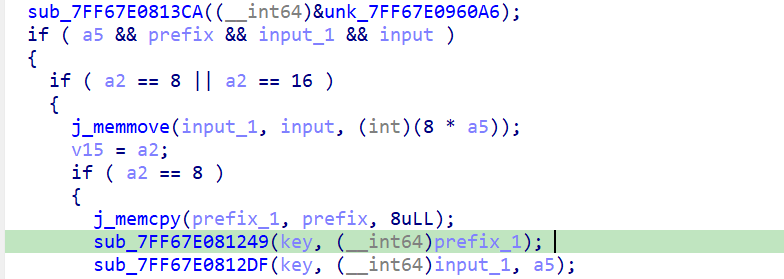 sub_7FF67E0813CA((__int64)&unk_7FF67E0960A6);
if ( a5 && prefix && input_1 && input )
{
if ( a2 == 8 || a2 == 16 )
{
j_memmove(input_1, input, (int)(8 * a5));
v15 = a2;
if ( a2 == 8 )
{
j_memcpy(prefix_1, prefix, 8uLL);
sub_7FF67E081249(key, (__int64)prefix_1);
sub_7FF67E0812DF(key, (__int64)input_1, a5);